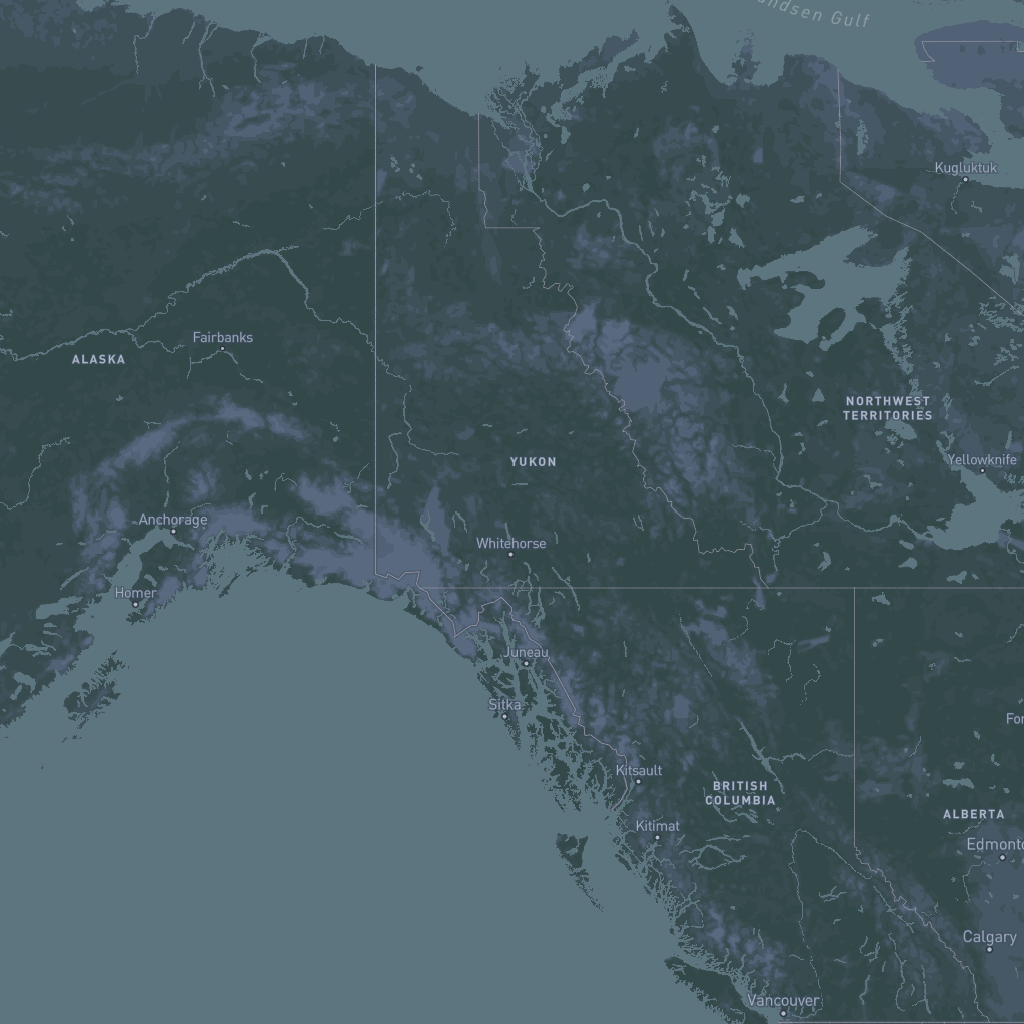 ndsen Gulf
Kugluktuk
Fairbanks
ALASKA
NORTHWEST
TERRITORIES
YUKON
Yellowknife
Anchorage
Whitehorse
Homer
Juneau
Sitka
For
Kitsault
BRITISH
COLUMBIA
ALBERTA
Kitimat
Edmonto
Calgary
Vancouver